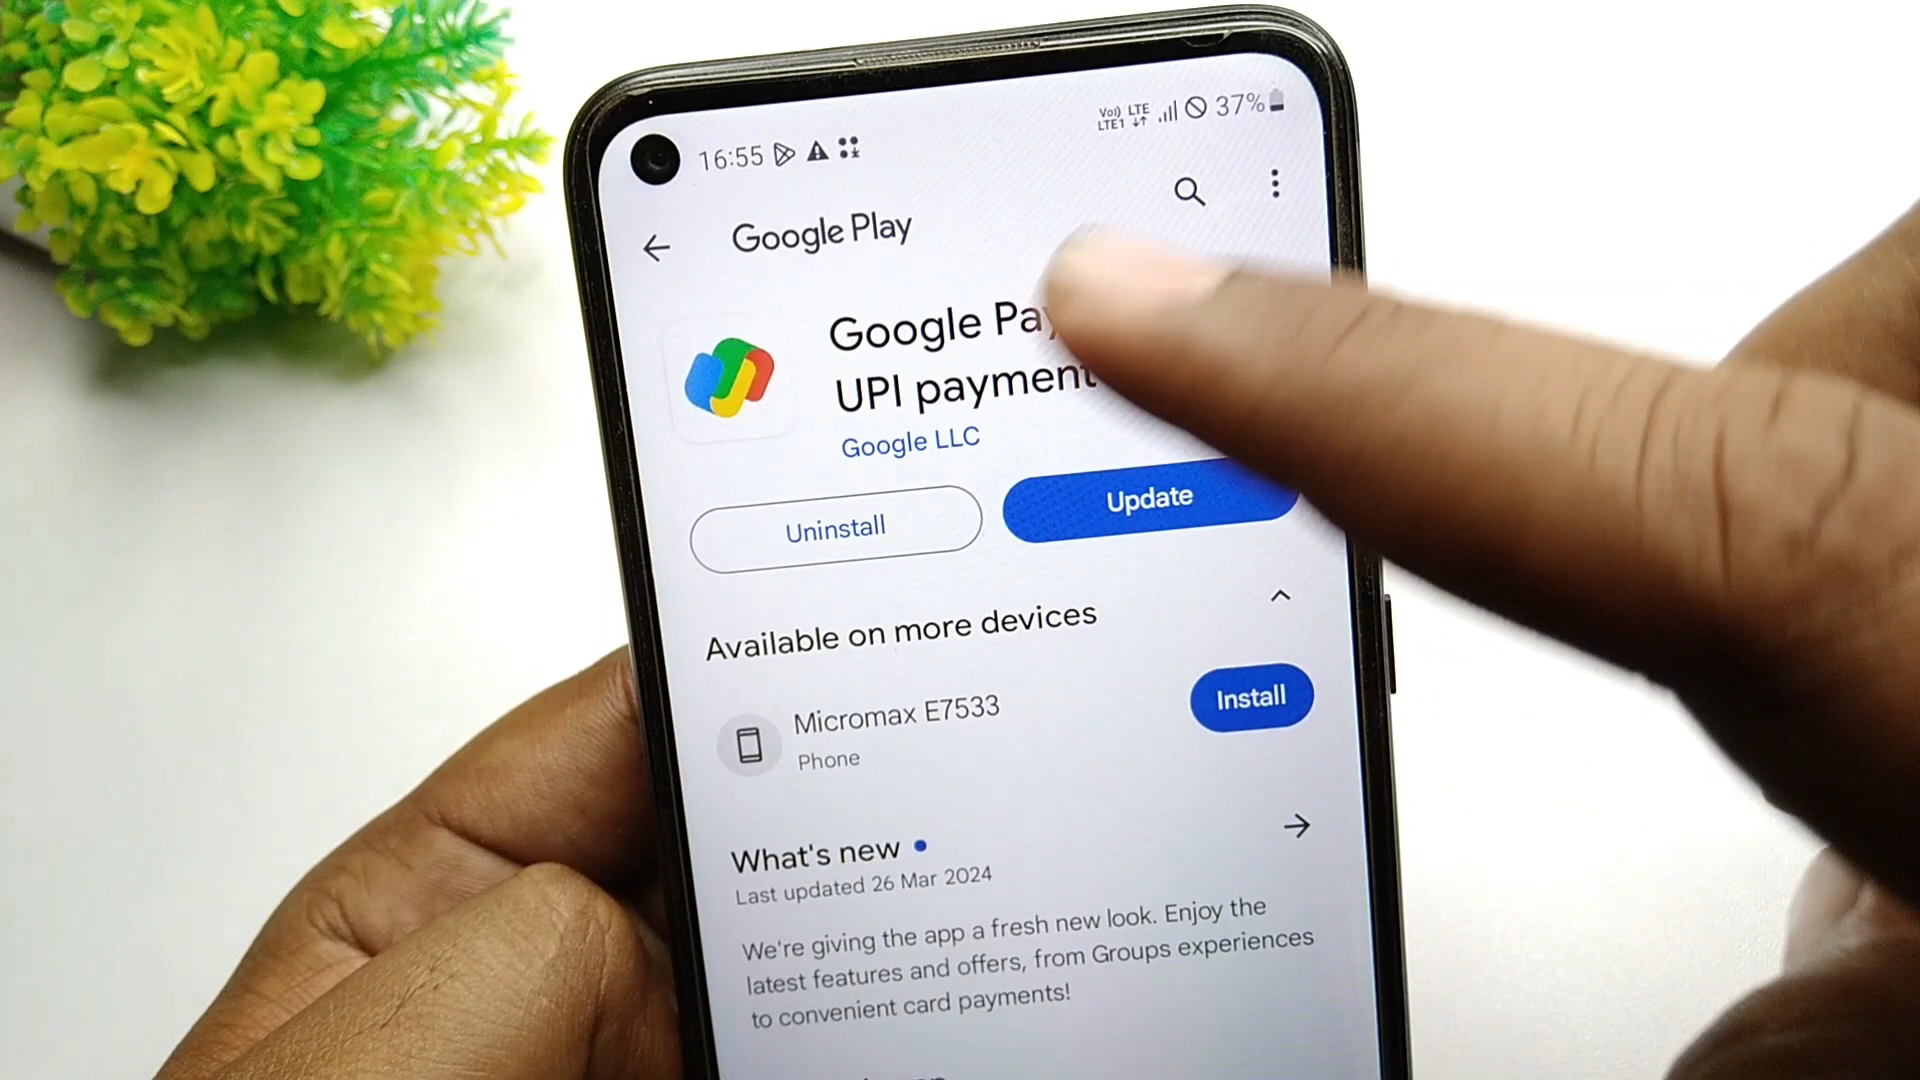 16:55
Vo) LTE
LTE1
37%
Google Play
Google Pay
UPI payment
Google LLC
Uninstall
Update
Available on more devices
Micromax E7533
Phone
Install
What's new
Last updated 26 Mar 2024
We're giving the app a fresh new look. Enjoy the
latest features and offers, from Groups experiences
to convenient card payments!